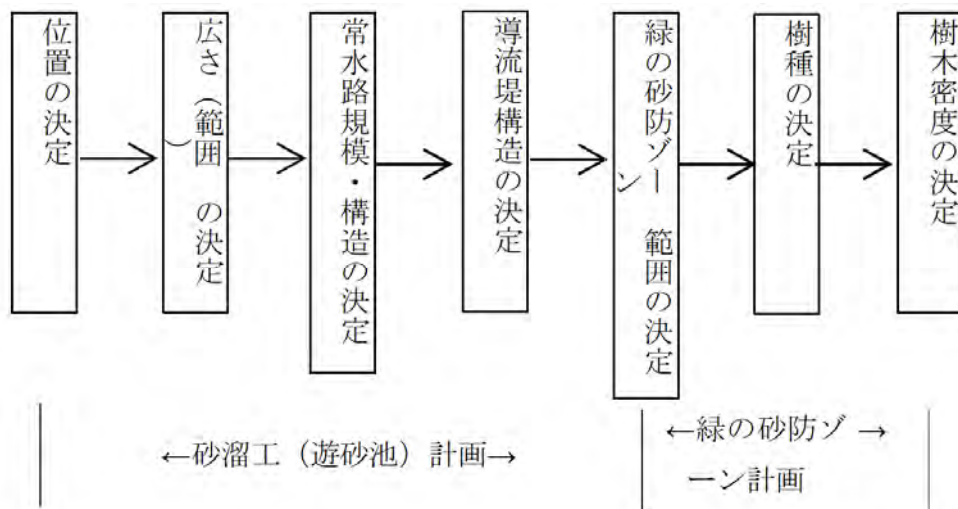 位置の決定
広さ（範囲）の決定
常水路規模・構造の決定
導流堤構造の決定
緑の砂防ゾーン範囲の決定
樹種の決定
樹木密度の決定
←砂溜工（遊砂池）計画→
←緑の砂防ゾ→
ーン計画